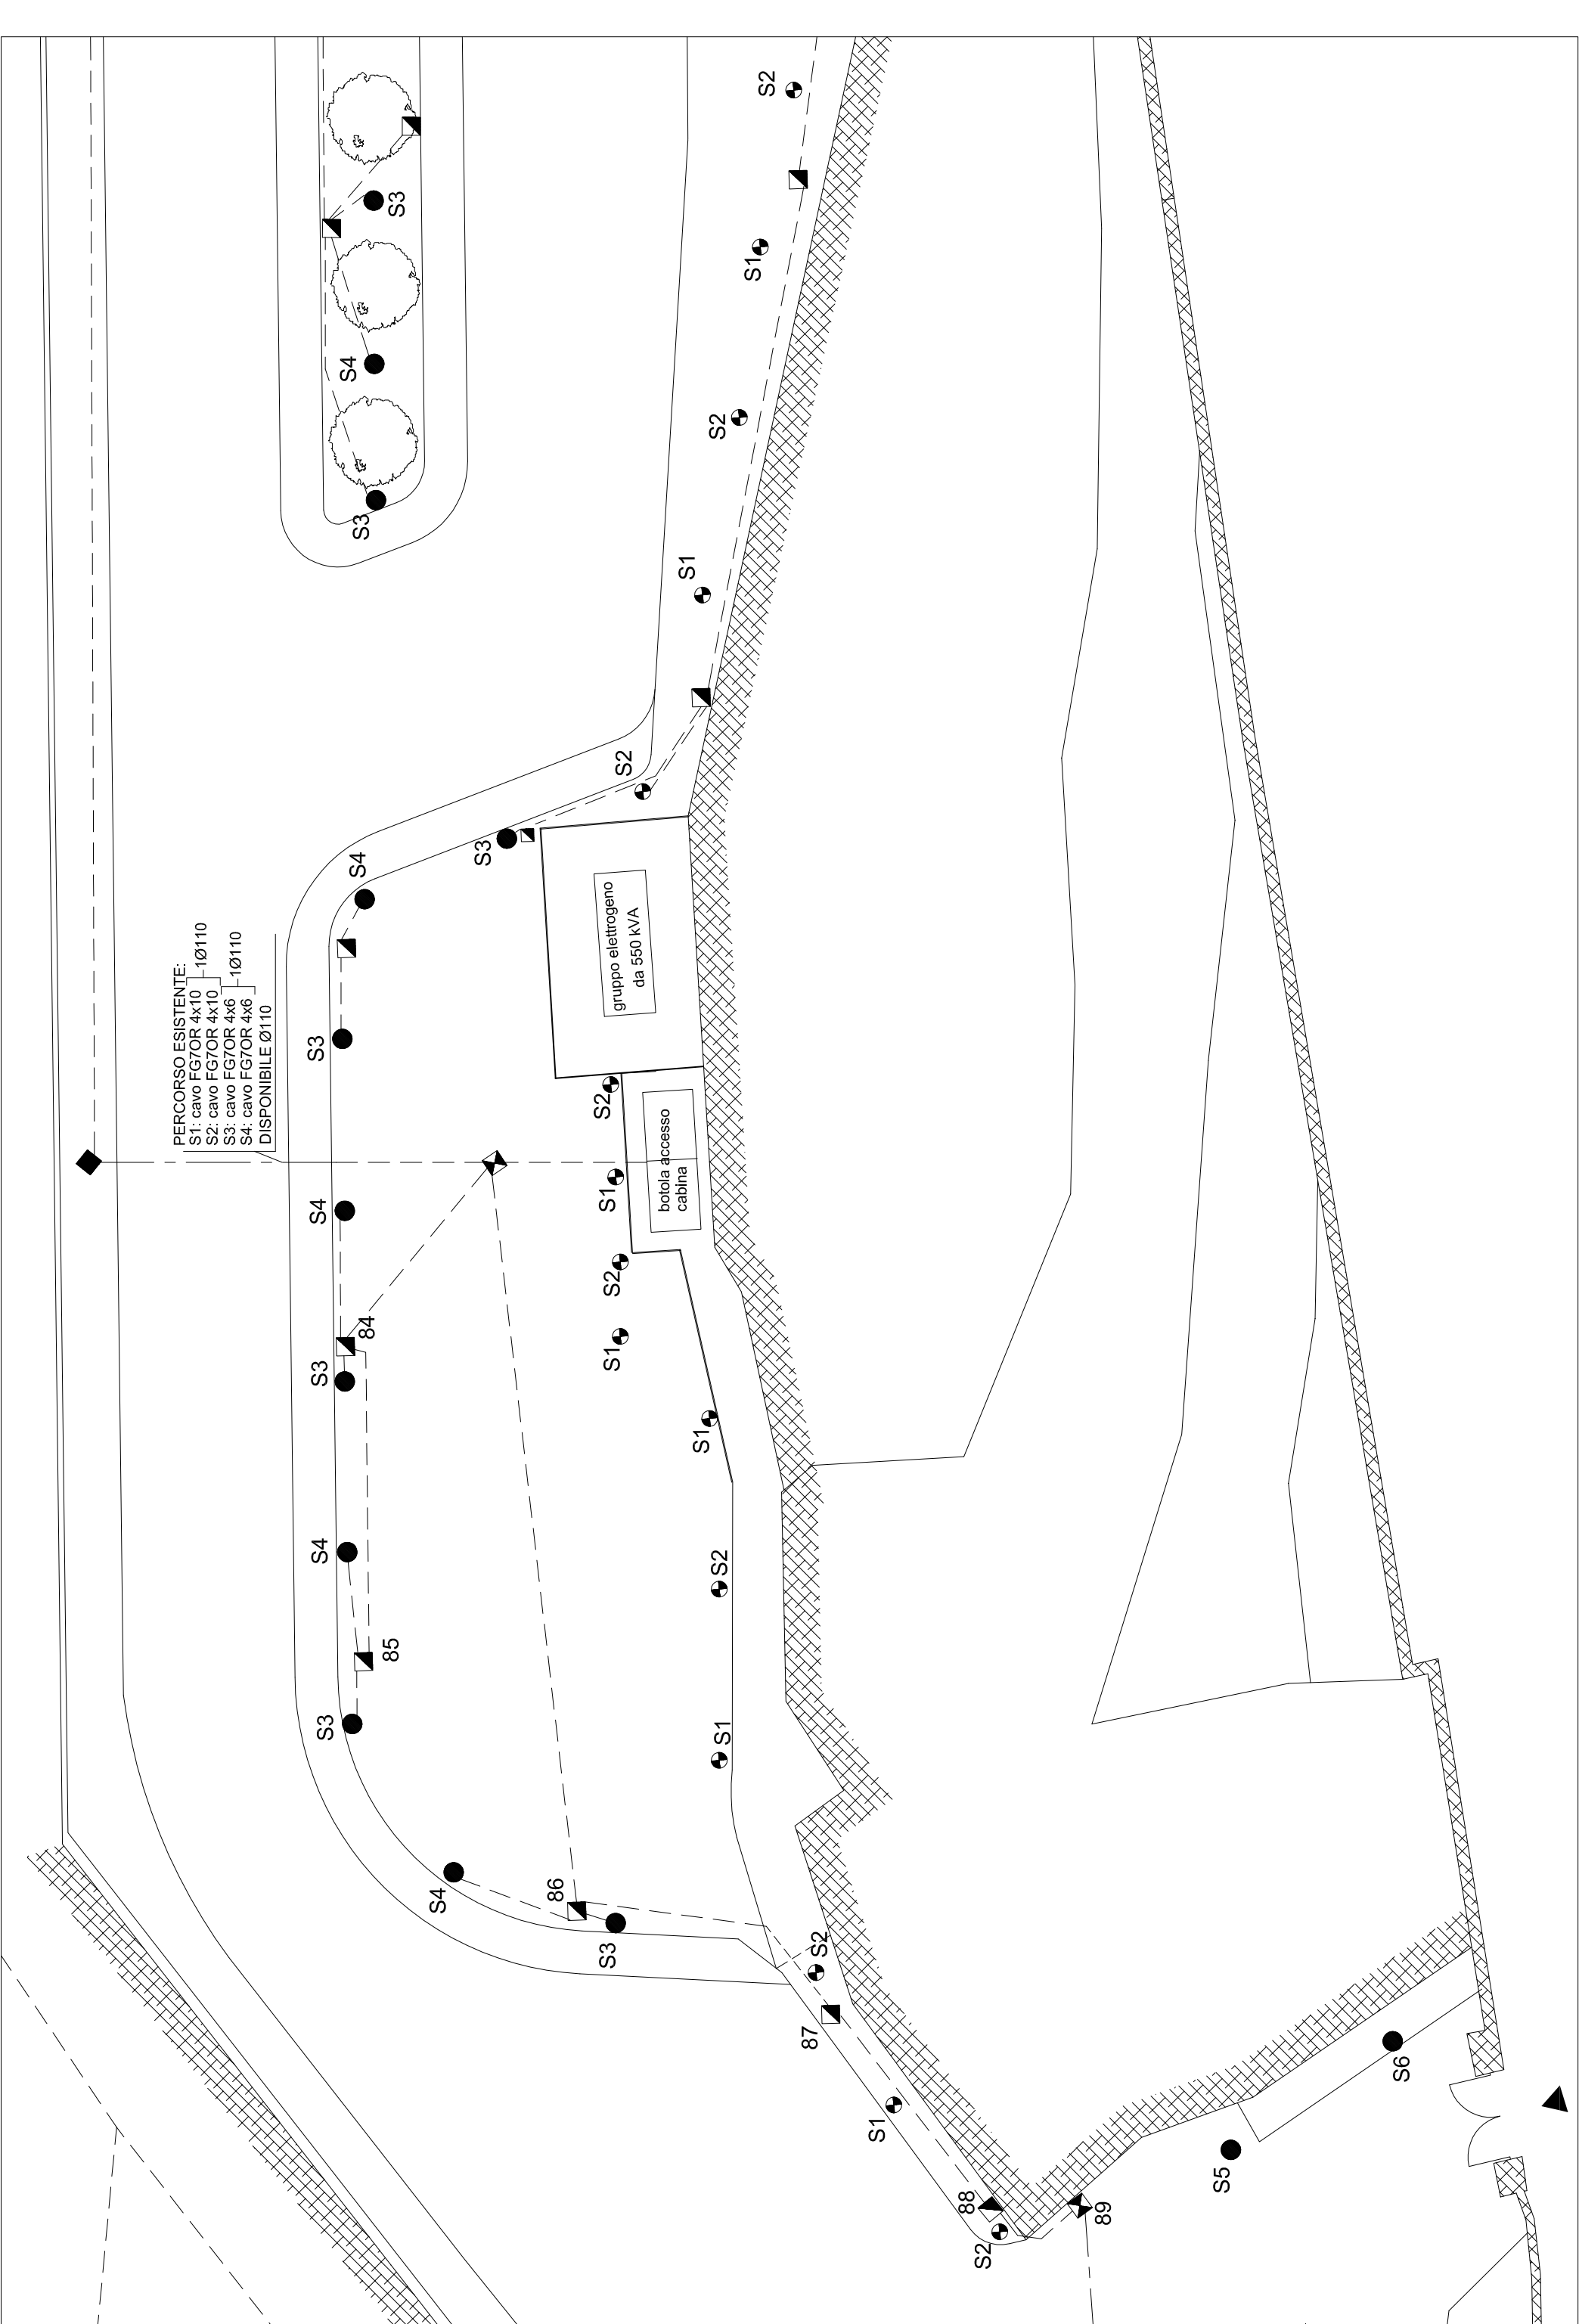 S2
S3
S1
S4
S2
S3
S1
S2
S3
S4
gruppo elettrogeno
da 550 kVA
PERCORSO ESISTENTE:
S1: cavo FG7OR 4x10
S2: cavo FG7OR 4x10
1Ø110
S3: cavo FG7OR 4x6
S4: cavo FG7OR 4x6
1Ø110
DISPONIBILE Ø110
S3
S2
botola accesso
cabina
S1
S4
S2
84
S1
S3
S1
S4
S2
85
S3
S1
S4
86
S3
S2
87
S1
S6
S5
88
89
S2